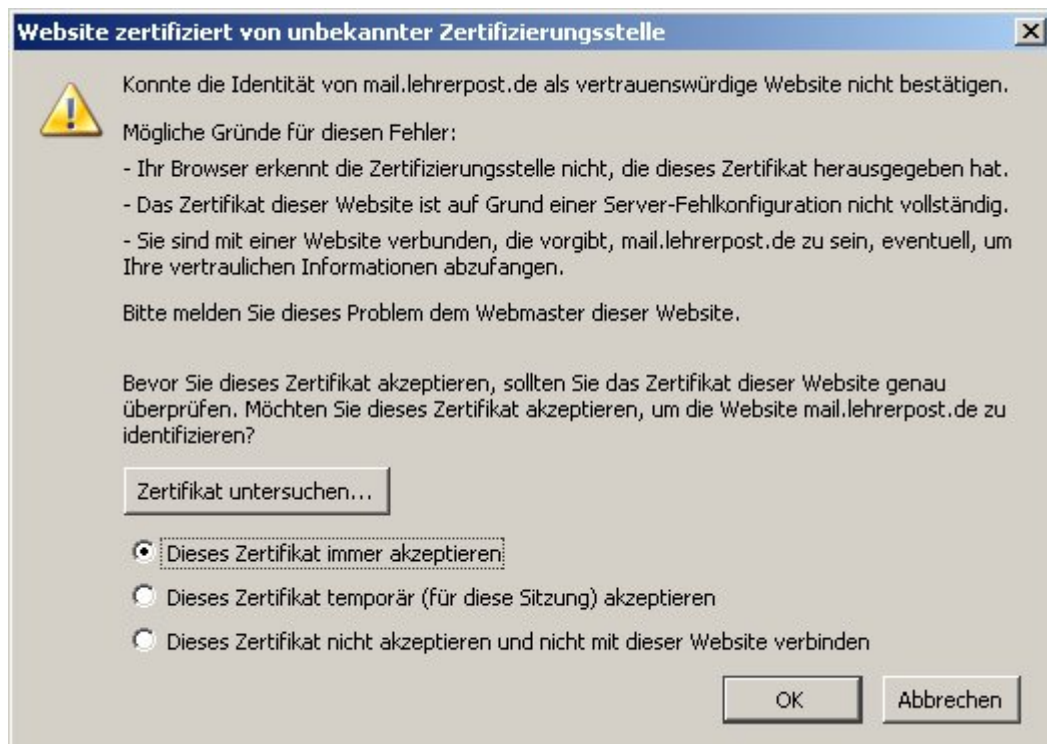 Website zertifiziert von unbekannter Zertifizierungsstelle
Konnte die Identität von mail.lehrerpost.de als vertrauenswürdige Website nicht bestätigen.
Mögliche Gründe für diesen Fehler:
- Ihr Browser erkennt die Zertifizierungsstelle nicht, die dieses Zertifikat herausgegeben hat.
- Das Zertifikat dieser Website ist auf Grund einer Server-Fehlkonfiguration nicht vollständig.
- Sie sind mit einer Website verbunden, die vorgibt, mail.lehrerpost.de zu sein, eventuell, um
Ihre vertraulichen Informationen abzufangen.
Bitte melden Sie dieses Problem dem Webmaster dieser Website.
Bevor Sie dieses Zertifikat akzeptieren, sollten Sie das Zertifikat dieser Website genau
überprüfen. Möchten Sie dieses Zertifikat akzeptieren, um die Website mail.lehrerpost.de zu
identifizieren?
Zertifikat untersuchen...
Dieses Zertifikat immer akzeptieren
Dieses Zertifikat temporär (für diese Sitzung) akzeptieren
Dieses Zertifikat nicht akzeptieren und nicht mit dieser Website verbinden
OK Abbrechen